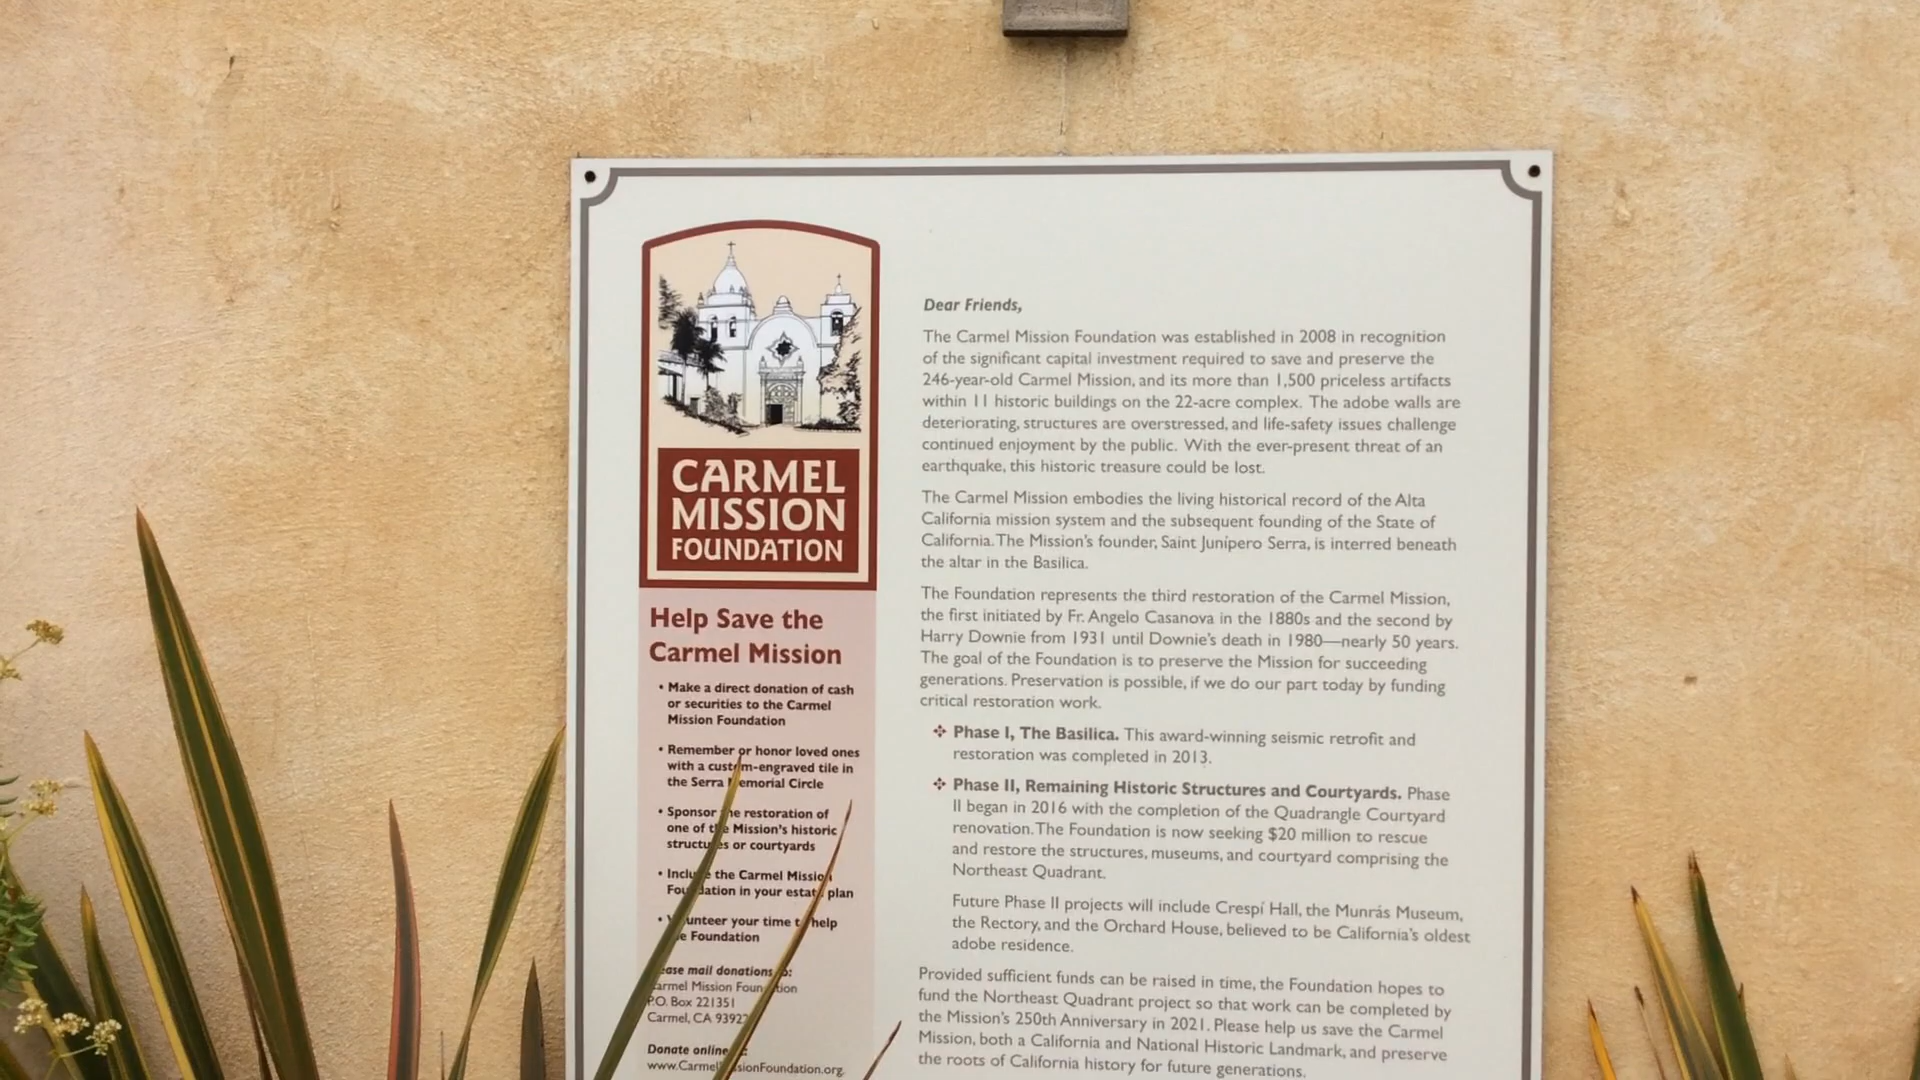 CARMEL
MISSION
FOUNDATION
Help Save the
Carmel Mission
• Make a direct donation of cash
or securities to the Carmel
Mission Foundation
• Remember or honor loved ones
with a custom-engraved tile in
the Serra Memorial Circle
• Sponsor the restoration of
one of the Mission's historic
structures or courtyards
• Include the Carmel Mission
Foundation in your estate plan
• Volunteer your time to help
the Foundation
Please mail donations to:
Carmel Mission Foundation
P.O. Box 221351
Carmel, CA 93922
Donate online at:
www.CarmelMissionFoundation.org
Dear Friends,
The Carmel Mission Foundation was established in 2008 in recognition
of the significant capital investment required to save and preserve the
246-year-old Carmel Mission, and its more than 1,500 priceless artifacts
within 11 historic buildings on the 22-acre complex. The adobe walls are
deteriorating, structures are overstressed, and life-safety issues challenge
continued enjoyment by the public. With the ever-present threat of an
earthquake, this historic treasure could be lost.
The Carmel Mission embodies the living historical record of the Alta
California mission system and the subsequent founding of the State of
California. The Mission's founder, Saint Junípero Serra, is interred beneath
the altar in the Basilica.
The Foundation represents the third restoration of the Carmel Mission,
the first initiated by Fr. Angelo Casanova in the 1880s and the second by
Harry Downie from 1931 until Downie's death in 1980—nearly 50 years.
The goal of the Foundation is to preserve the Mission for succeeding
generations. Preservation is possible, if we do our part today by funding
critical restoration work.
❖ Phase I, The Basilica. This award-winning seismic retrofit and
restoration was completed in 2013.
❖ Phase II, Remaining Historic Structures and Courtyards. Phase
II began in 2016 with the completion of the Quadrangle Courtyard
renovation. The Foundation is now seeking $20 million to rescue
and restore the structures, museums, and courtyard comprising the
Northeast Quadrant.
Future Phase II projects will include Crespí Hall, the Munrás Museum,
the Rectory, and the Orchard House, believed to be California's oldest
adobe residence.
Provided sufficient funds can be raised in time, the Foundation hopes to
fund the Northeast Quadrant project so that work can be completed by
the Mission's 250th Anniversary in 2021. Please help us save the Carmel
Mission, both a California and National Historic Landmark, and preserve
the roots of California history for future generations.